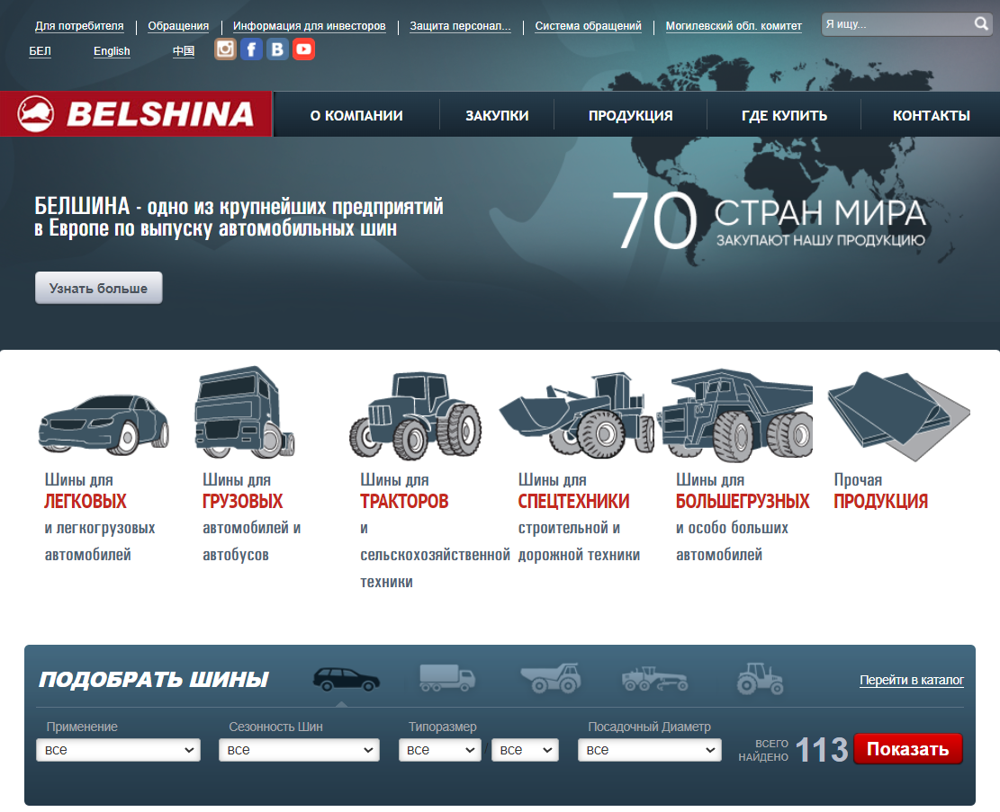 Для потребителя Обращения Информация для инвесторов Защита персонал... Система обращений Могилевский обл. комитет Я ищу...
БЕЛ English 中国
BELSHINA О КОМПАНИИ ЗАКУПКИ ПРОДУКЦИЯ ГДЕ КУПИТЬ КОНТАКТЫ
БЕЛШИНА - одно из крупнейших предприятий
в Европе по выпуску автомобильных шин
70 СТРАН МИРА
ЗАКУПАЮТ НАШУ ПРОДУКЦИЮ
Узнать больше
Шины для
ЛЕГКОВЫХ
и легкогрузовых
автомобилей
Шины для
ГРУЗОВЫХ
автомобилей и
автобусов
Шины для
ТРАКТОРОВ
и
сельскохозяйственной
техники
Шины для
СПЕЦТЕХНИКИ
строительной и
дорожной техники
Шины для
БОЛЬШЕГРУЗНЫХ
и особо больших
автомобилей
Прочая
ПРОДУКЦИЯ
ПОДОБРАТЬ ШИНЫ Перейти в каталог
Применение Сезонность Шин Типоразмер Посадочный Диаметр
все все все / все все
ВСЕГО
НАЙДЕНО 113 Показать